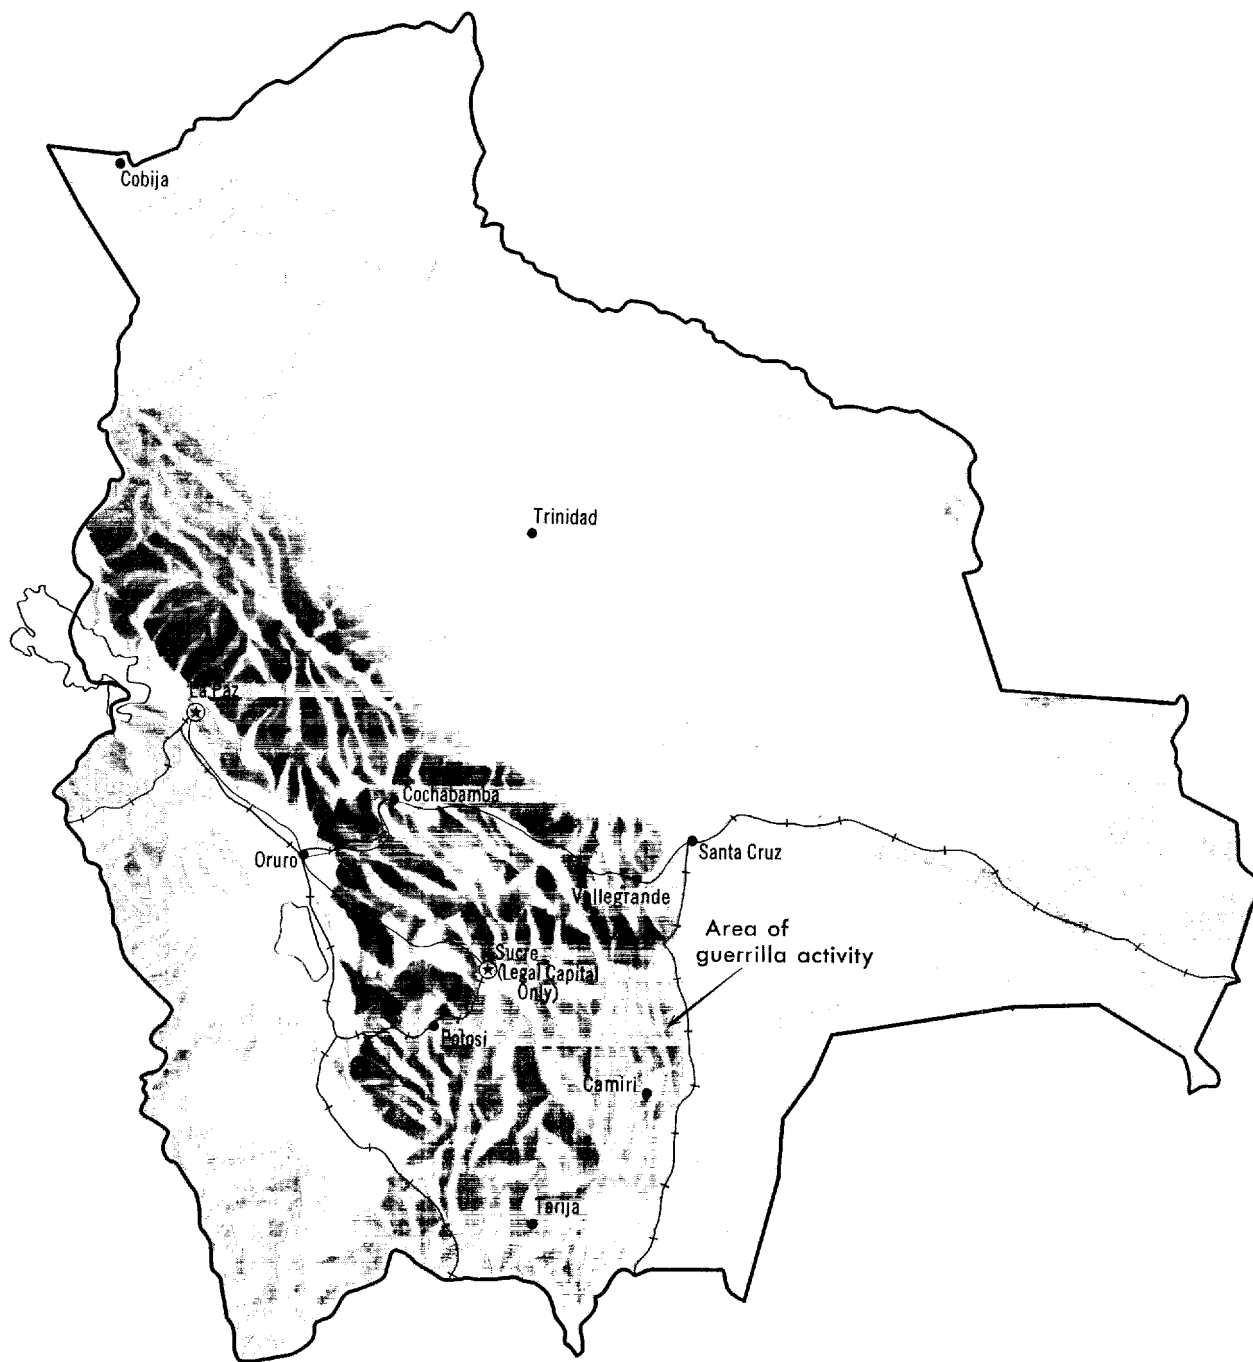 Cobija
Trinidad
La Paz
Cochabamba
Oruro
Santa Cruz
Vallegrande
Area of
guerrilla activity
Sucre
(Legal Capital
Only)
Potosí
Camiri
Tarija